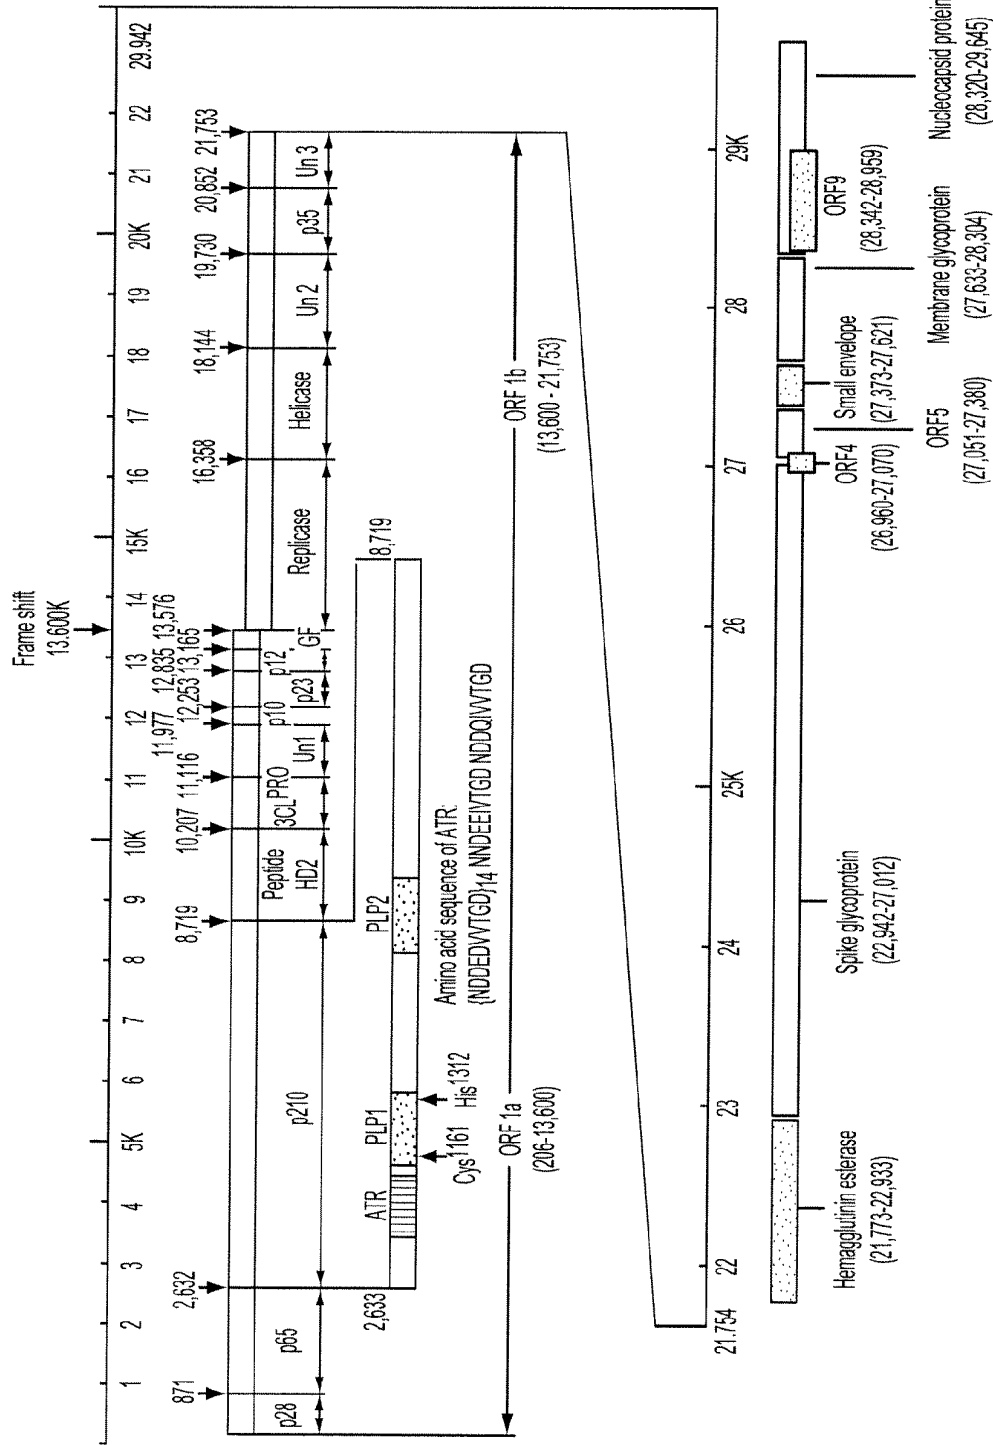 Frame shift
13.600K
1 2 3 4 5K 6 7 8 9 10K 11 12 13 14 15K 16 17 18 19 20K 21 22 29.942
871 2,632 8,719 10,207 11,116 11,977 12,253 12,835 13,165 13,576 16,358 18,144 19,730 20,852 21,753
p28 p65 p210 Peptide HD2 3CLPRO Un1 p10 p23 p12 GF Replicase Helicase Un 2 p35 Un 3
2,633 ATR PLP1 PLP2 8,719
Cys1161 His1312
Amino acid sequence of ATR:
{NDDEDVVTGD}14 NNDEEIVTGD NDDQIVVTGD
ORF 1a ORF 1b
(206-13,600) (13,600 - 21,753)
21.754 22 23 24 25K 26 27 28 29K
Hemagglutinin esterase
(21,773-22,933)
Spike glycoprotein
(22,942-27,012)
ORF4
(26,960-27,070)
ORF5
(27,051-27,380)
Small envelope
(27,373-27,621)
Membrane glycoprotein
(27,633-28,304)
ORF9
(28,342-28,959)
Nucleocapsid protein
(28,320-29,645)